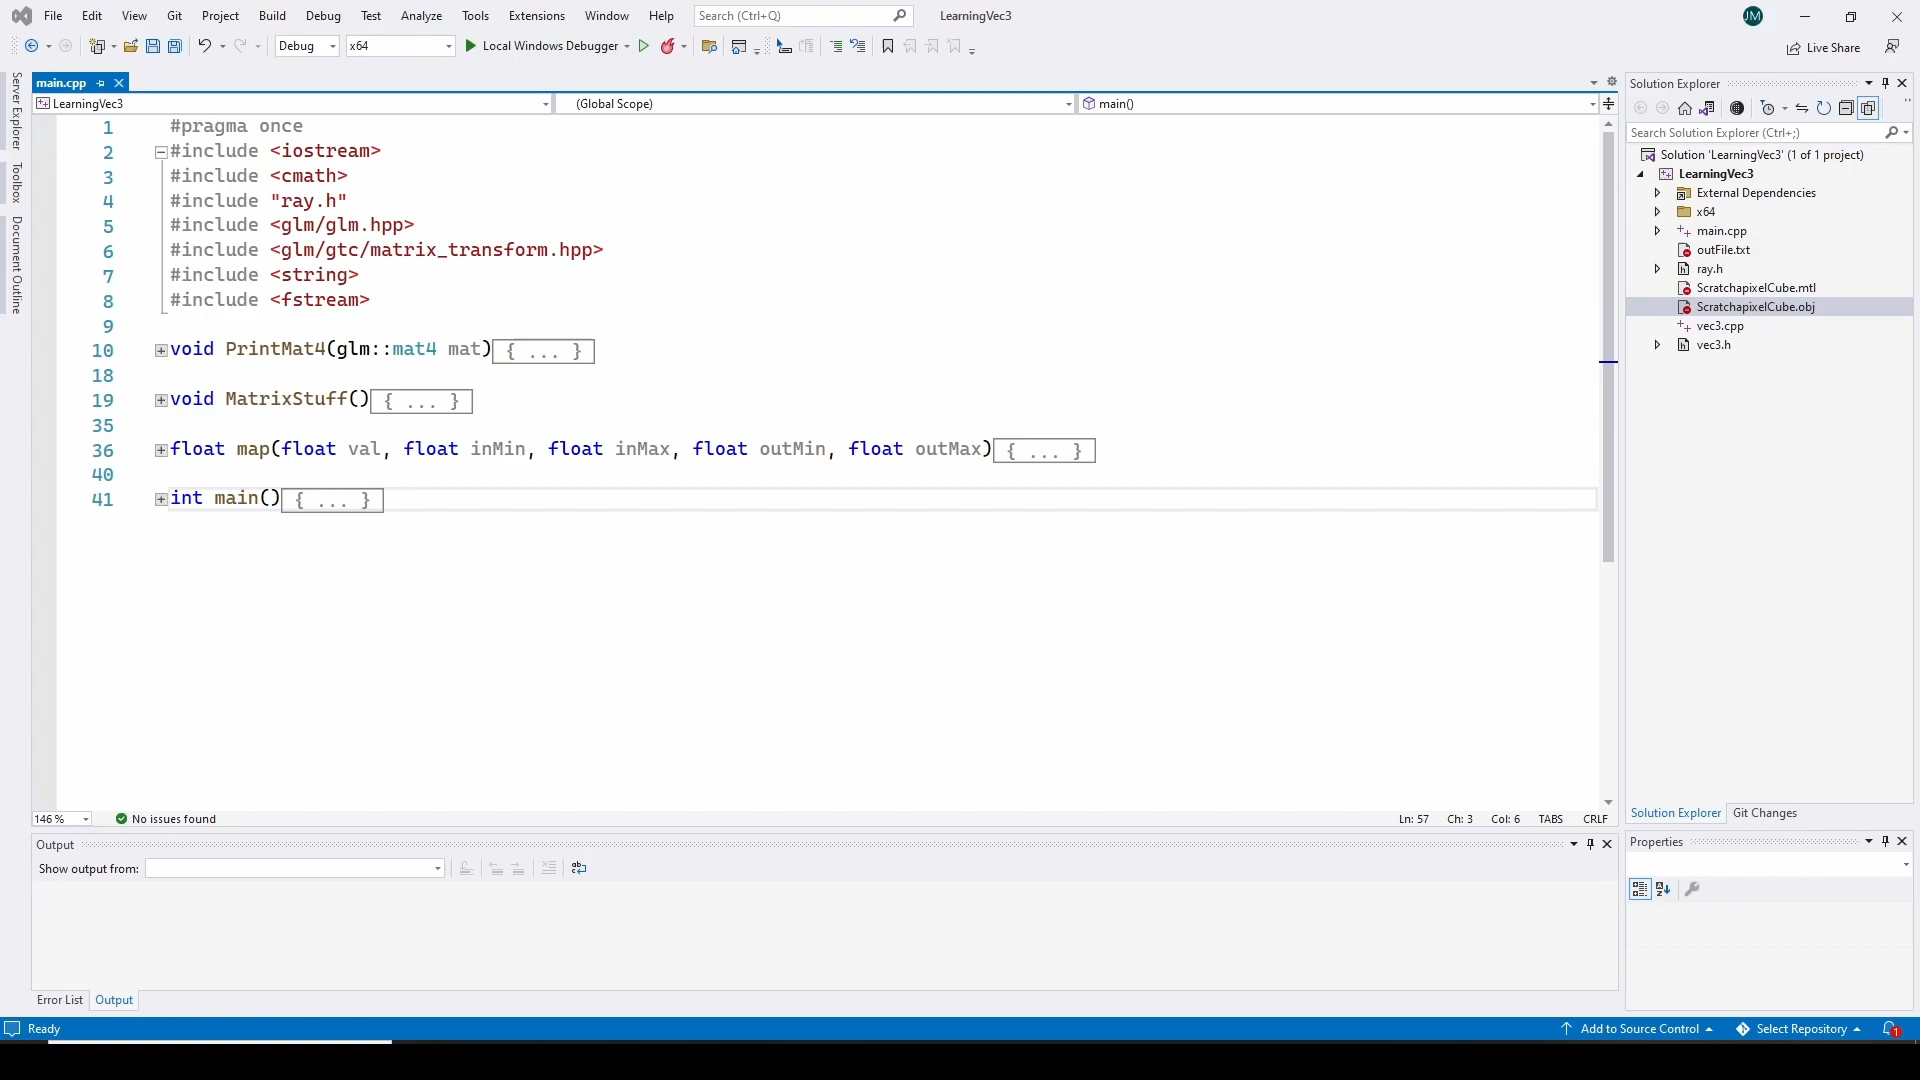 File Edit View Git Project Build Debug Test Analyze Tools Extensions Window Help Search (Ctrl+Q) LearningVec3 JM
Debug x64 Local Windows Debugger Live Share
Server Explorer
Toolbox
Document Outline
main.cpp
LearningVec3 (Global Scope) main()
1 #pragma once
2 #include <iostream>
3 #include <cmath>
4 #include "ray.h"
5 #include <glm/glm.hpp>
6 #include <glm/gtc/matrix_transform.hpp>
7 #include <string>
8 #include <fstream>
9
10 void PrintMat4(glm::mat4 mat){ ... }
18
19 void MatrixStuff(){ ... }
35
36 float map(float val, float inMin, float inMax, float outMin, float outMax){ ... }
40
41 int main(){ ... }
146 % No issues found Ln: 57 Ch: 3 Col: 6 TABS CRLF
Output
Show output from:
Error List Output
Solution Explorer
Search Solution Explorer (Ctrl+;)
Solution 'LearningVec3' (1 of 1 project)
LearningVec3
External Dependencies
x64
main.cpp
outFile.txt
ray.h
ScratchapixelCube.mtl
ScratchapixelCube.obj
vec3.cpp
vec3.h
Solution Explorer Git Changes
Properties
Ready Add to Source Control Select Repository 1